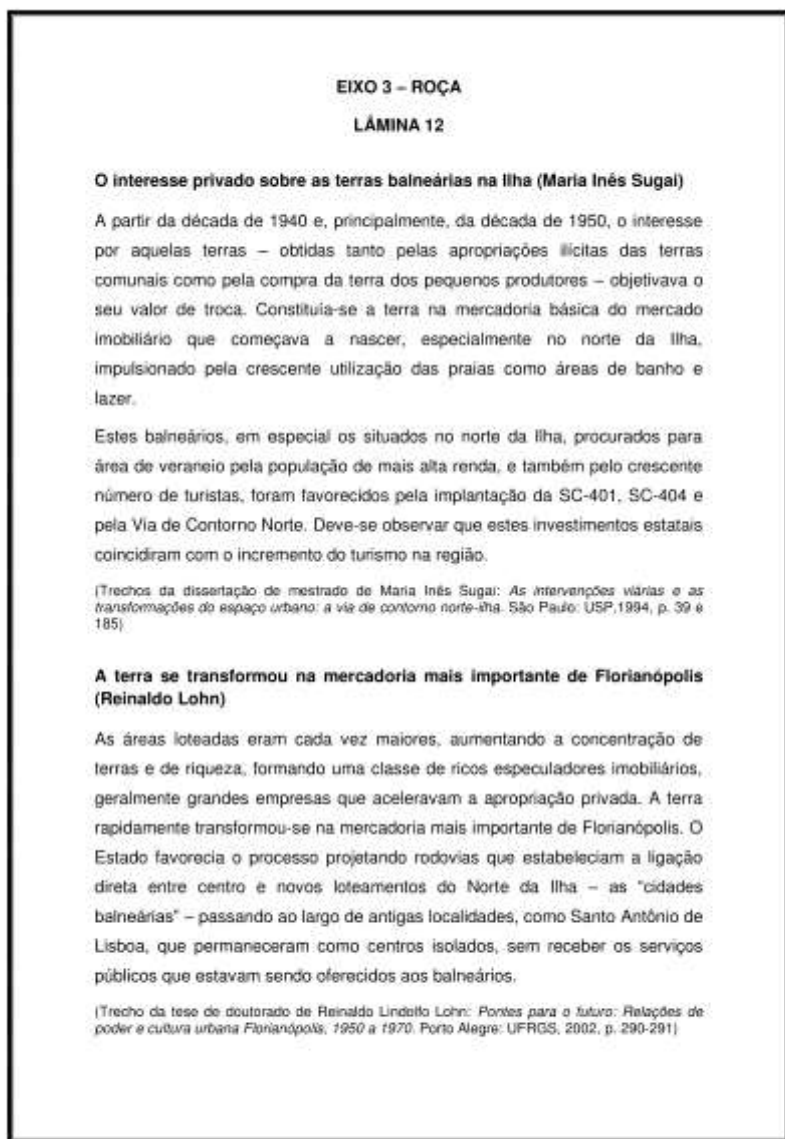 EIXO 3 – ROÇA
LÂMINA 12
O interesse privado sobre as terras balneárias na Ilha (Maria Inês Sugai)
A partir da década de 1940 e, principalmente, da década de 1950, o interesse
por aquelas terras – obtidas tanto pelas apropriações ilícitas das terras
comunais como pela compra da terra dos pequenos produtores – objetivava o
seu valor de troca. Constituía-se a terra na mercadoria básica do mercado
imobiliário que começava a nascer, especialmente no norte da Ilha,
impulsionado pela crescente utilização das praias como áreas de banho e
lazer.
Estes balneários, em especial os situados no norte da Ilha, procurados para
área de veraneio pela população de mais alta renda, e também pelo crescente
número de turistas, foram favorecidos pela implantação da SC-401, SC-404 e
pela Via de Contorno Norte. Deve-se observar que estes investimentos estatais
coincidiram com o incremento do turismo na região.
(Trechos da dissertação de mestrado de Maria Inês Sugai: As intervenções viárias e as
transformações do espaço urbano: a via de contorno norte-ilha. São Paulo: USP,1994, p. 39 e
185)
A terra se transformou na mercadoria mais importante de Florianópolis
(Reinaldo Lohn)
As áreas loteadas eram cada vez maiores, aumentando a concentração de
terras e de riqueza, formando uma classe de ricos especuladores imobiliários,
geralmente grandes empresas que aceleravam a apropriação privada. A terra
rapidamente transformou-se na mercadoria mais importante de Florianópolis. O
Estado favorecia o processo projetando rodovias que estabeleciam a ligação
direta entre centro e novos loteamentos do Norte da Ilha – as "cidades
balneárias" – passando ao largo de antigas localidades, como Santo Antônio de
Lisboa, que permaneceram como centros isolados, sem receber os serviços
públicos que estavam sendo oferecidos aos balneários.
(Trecho da tese de doutorado de Reinaldo Lindolfo Lohn: Pontes para o futuro: Relações de
poder e cultura urbana Florianópolis, 1950 a 1970. Porto Alegre: UFRGS, 2002, p. 290-291)